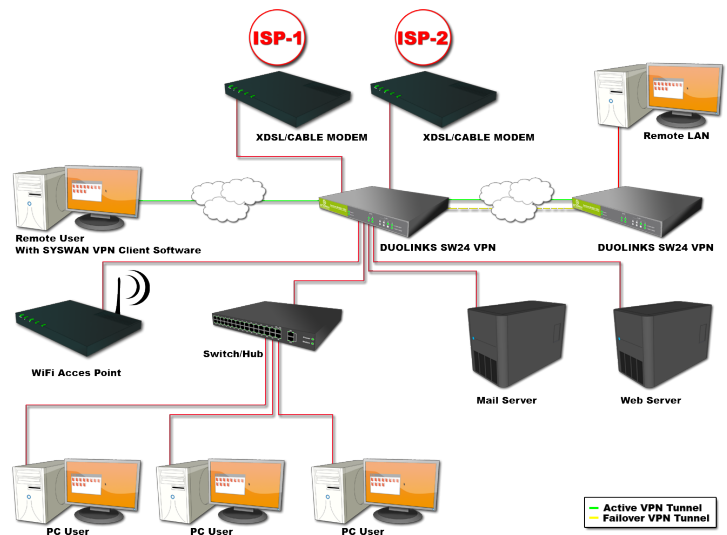 ISP-1
ISP-2
XDSL/CABLE MODEM
XDSL/CABLE MODEM
Remote LAN
Remote User
With SYSWAN VPN Client Software
DUOLINKS SW24 VPN
DUOLINKS SW24 VPN
WiFi Acces Point
Switch/Hub
Mail Server
Web Server
PC User
PC User
PC User
Active VPN Tunnel
Failover VPN Tunnel